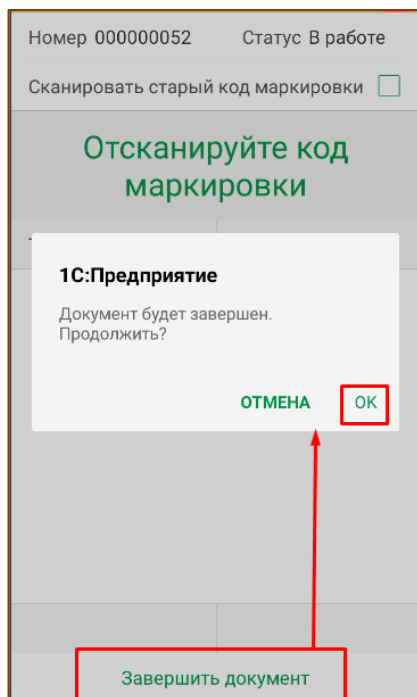 Номер 000000052 Статус В работе
Сканировать старый код маркировки
Отсканируйте код
маркировки
1С:Предприятие
Документ будет завершен.
Продолжить?
ОТМЕНА ОК
Завершить документ